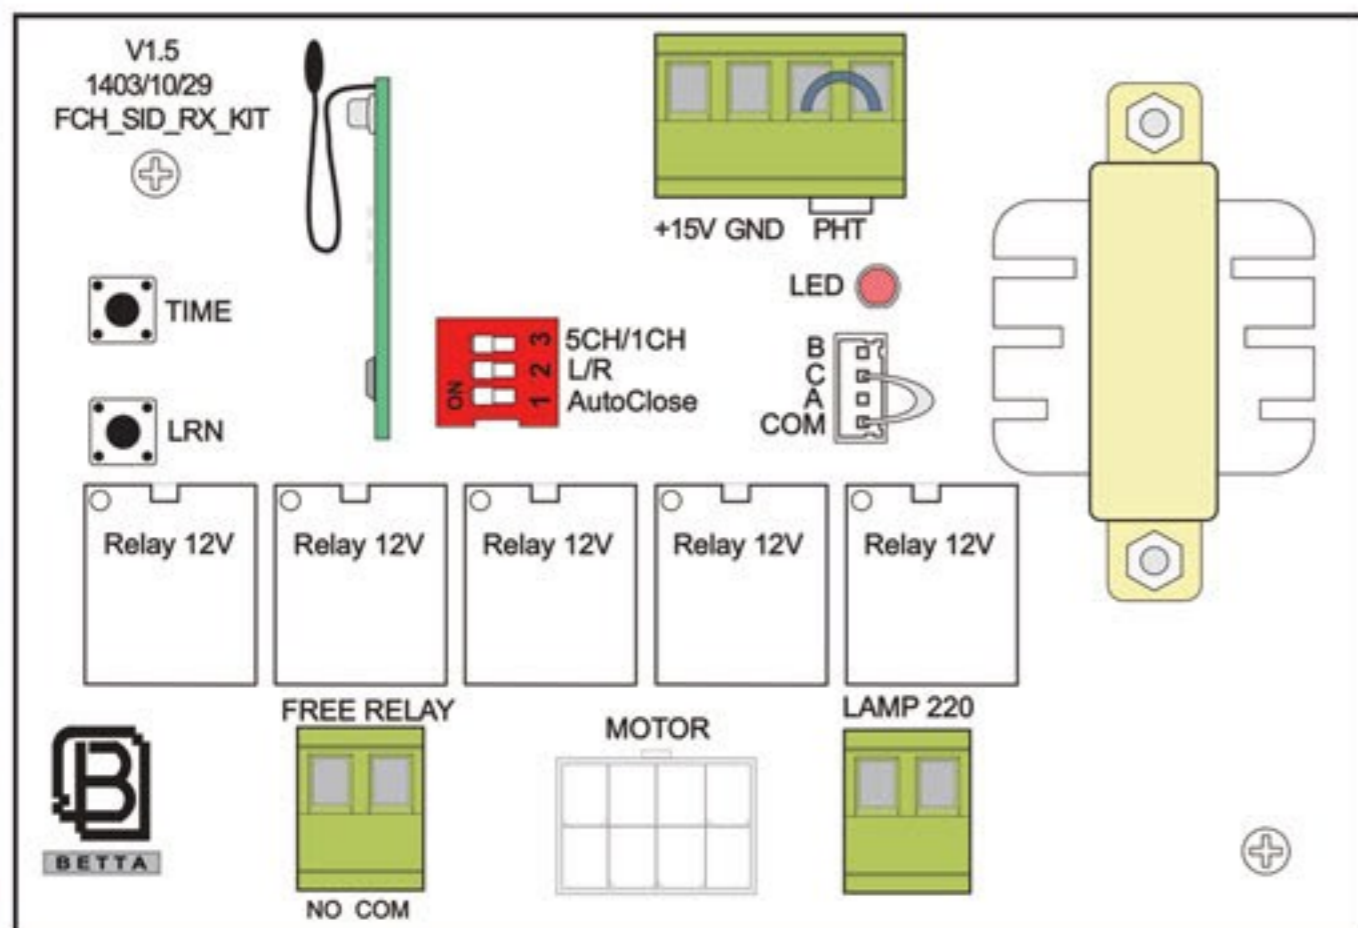 V1.5
1403/10/29
FCH_SID_RX_KIT
+15V GND PHT
LED
TIME
LRN
ON
3 5CH/1CH
2 L/R
1 AutoClose
B
C
A
COM
Relay 12V
Relay 12V
Relay 12V
Relay 12V
Relay 12V
FREE RELAY
MOTOR
LAMP 220
B
BETTA
NO COM